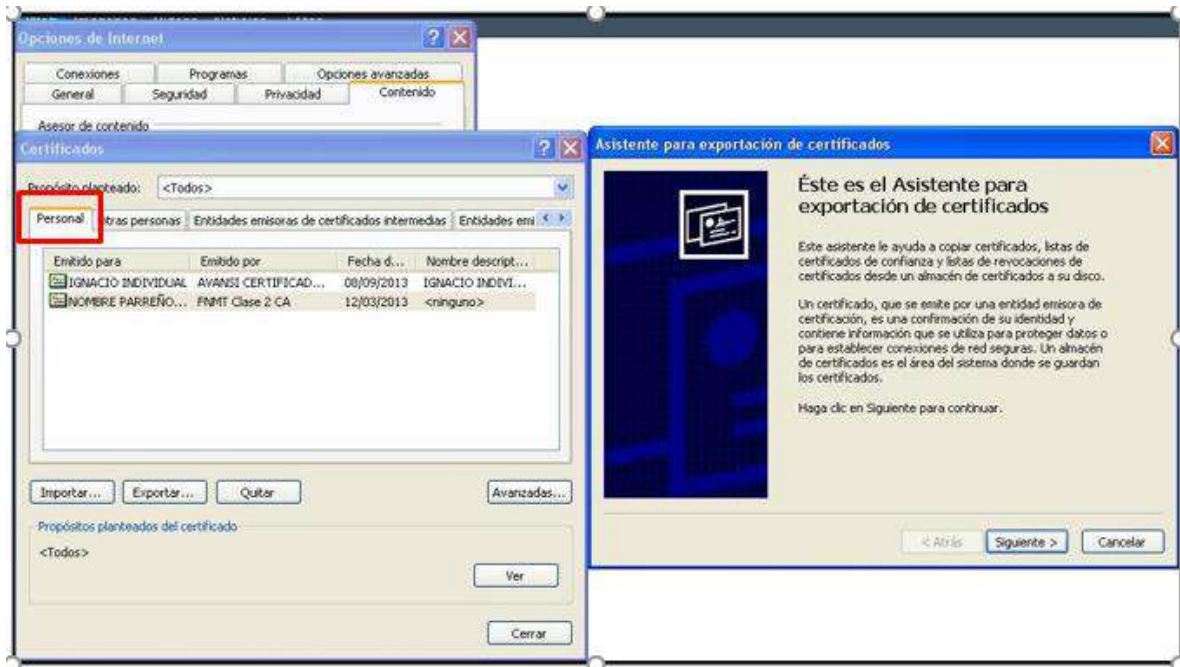 Opciones de Internet
Conexiones Programas Opciones avanzadas
General Seguridad Privacidad Contenido
Asesor de contenido
Certificados
Propósito planteado: <Todos>
Personal tras personas Entidades emisoras de certificados intermedias Entidades emi
Emitido para Emitido por Fecha d... Nombre descript...
IGNACIO INDIVIDUAL AVANSI CERTIFICAD... 08/09/2013 IGNACIO INDIVI...
NOMBRE PARREÑO... FNMT Clase 2 CA 12/03/2013 <ninguno>
Importar... Exportar... Quitar Avanzadas...
Propósitos planteados del certificado
<Todos>
Ver
Cerrar
Asistente para exportación de certificados
Éste es el Asistente para
exportación de certificados
Este asistente le ayuda a copiar certificados, listas de
certificados de confianza y listas de revocaciones de
certificados desde un almacén de certificados a su disco.
Un certificado, que se emite por una entidad emisora de
certificación, es una confirmación de su identidad y
contiene información que se utiliza para proteger datos o
para establecer conexiones de red seguras. Un almacén
de certificados es el área del sistema donde se guardan
los certificados.
Haga clic en Siguiente para continuar.
< Atrás Siguiente > Cancelar